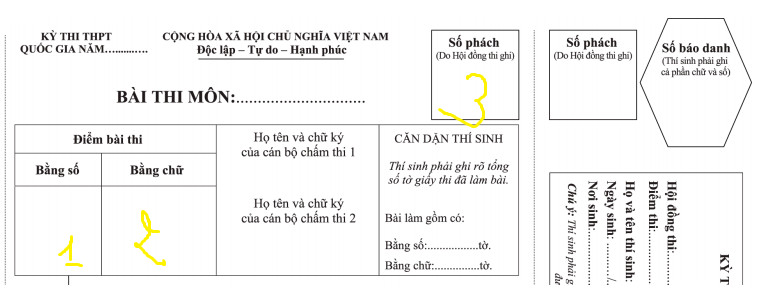 KỲ THI THPT
QUỐC GIA NĂM….........….
CỘNG HÒA XÃ HỘI CHỦ NGHĨA VIỆT NAM
Độc lập – Tự do – Hạnh phúc
BÀI THI MÔN:..............................
Số phách
(Do Hội đồng thi ghi)
3
Điểm bài thi
Bằng số
Bằng chữ
1
2
Họ tên và chữ ký
của cán bộ chấm thi 1
Họ tên và chữ ký
của cán bộ chấm thi 2
CĂN DẶN THÍ SINH
Thí sinh phải ghi rõ tổng
số tờ giấy thi đã làm bài.
Bài làm gồm có:
Bằng số:................tờ.
Bằng chữ:..............tờ.
Số phách
(Do Hội đồng thi ghi)
Số báo danh
(Thí sinh phải ghi
cả phần chữ và số)
KỲ T
Hội đồng thi:
Điểm thi:
Họ và tên thí sinh:
Ngày sinh: ....../
Nơi sinh:
Chú ý: Thí sinh phải g